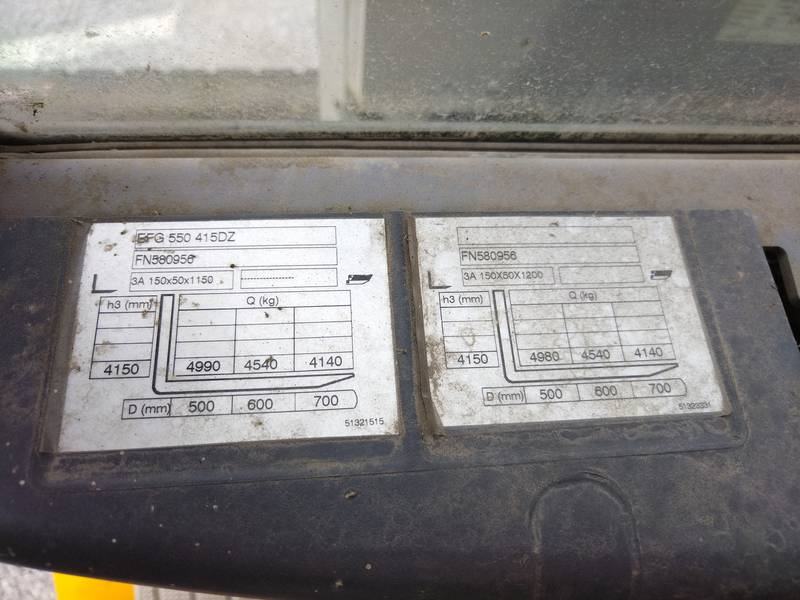 EFG 550 415DZ
FN580956
3A 150x50x1150 --------------
h3 (mm) Q (kg)
4150 4990 4540 4140
D (mm) 500 600 700
51321515
FN580956
3A 150X50X1200
h3 (mm) Q (kg)
4150 4980 4540 4140
D (mm) 500 600 700